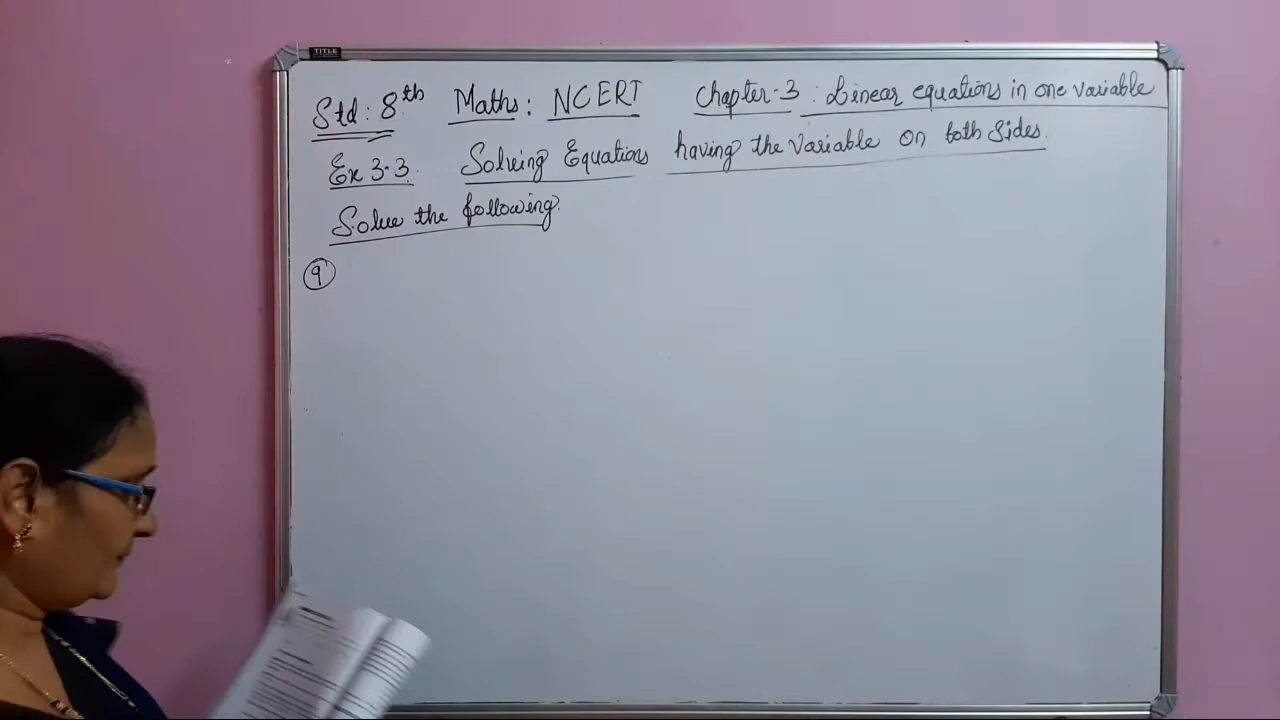 TITLE
Std: 8th Maths: NCERT Chapter-3: Linear equations in one variable
Ex 3.3. Solving Equations having the Variable on both Sides.
Solve the following.
9